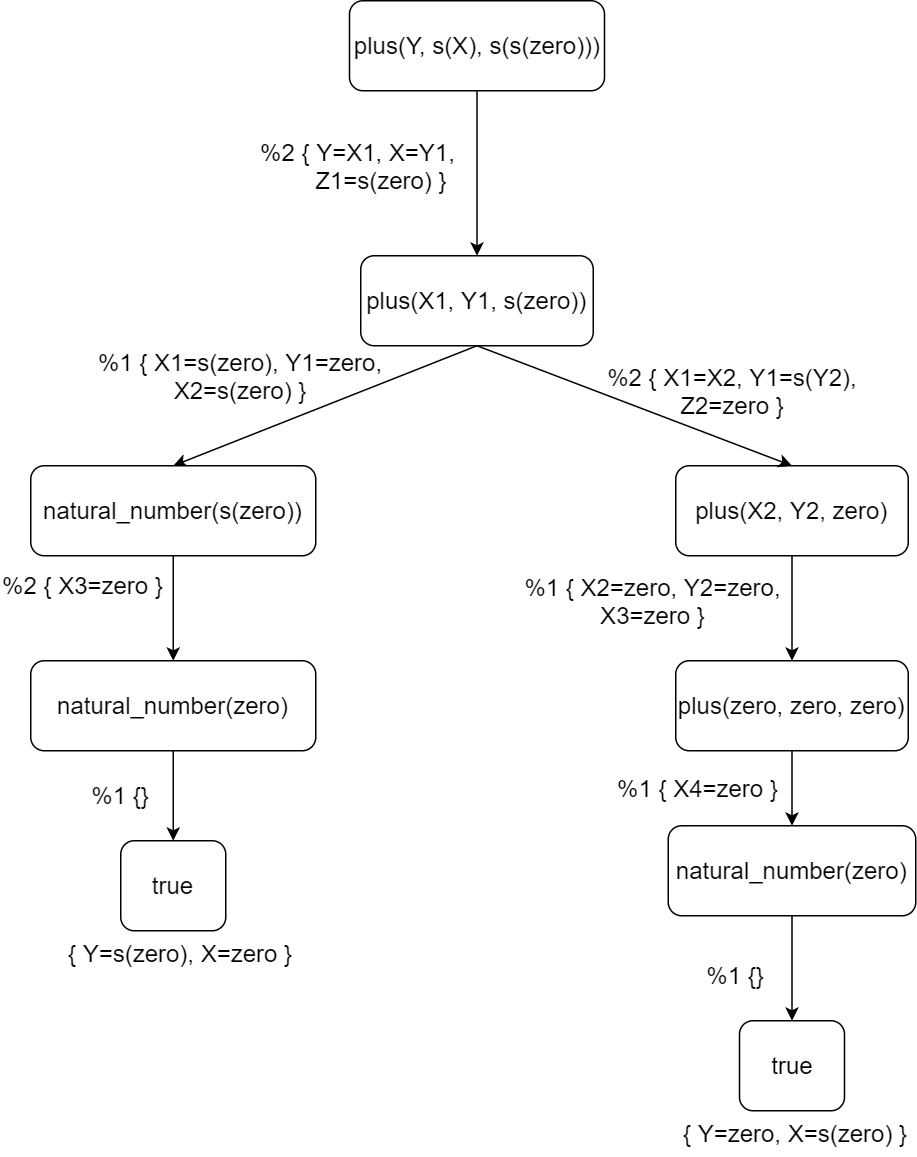 plus(Y, s(X), s(s(zero)))
%2 { Y=X1, X=Y1,
Z1=s(zero) }
plus(X1, Y1, s(zero))
%1 { X1=s(zero), Y1=zero,
X2=s(zero) }
%2 { X1=X2, Y1=s(Y2),
Z2=zero }
natural_number(s(zero))
plus(X2, Y2, zero)
%2 { X3=zero }
%1 { X2=zero, Y2=zero,
X3=zero }
natural_number(zero)
plus(zero, zero, zero)
%1 {}
%1 { X4=zero }
true
natural_number(zero)
{ Y=s(zero), X=zero }
%1 {}
true
{ Y=zero, X=s(zero) }